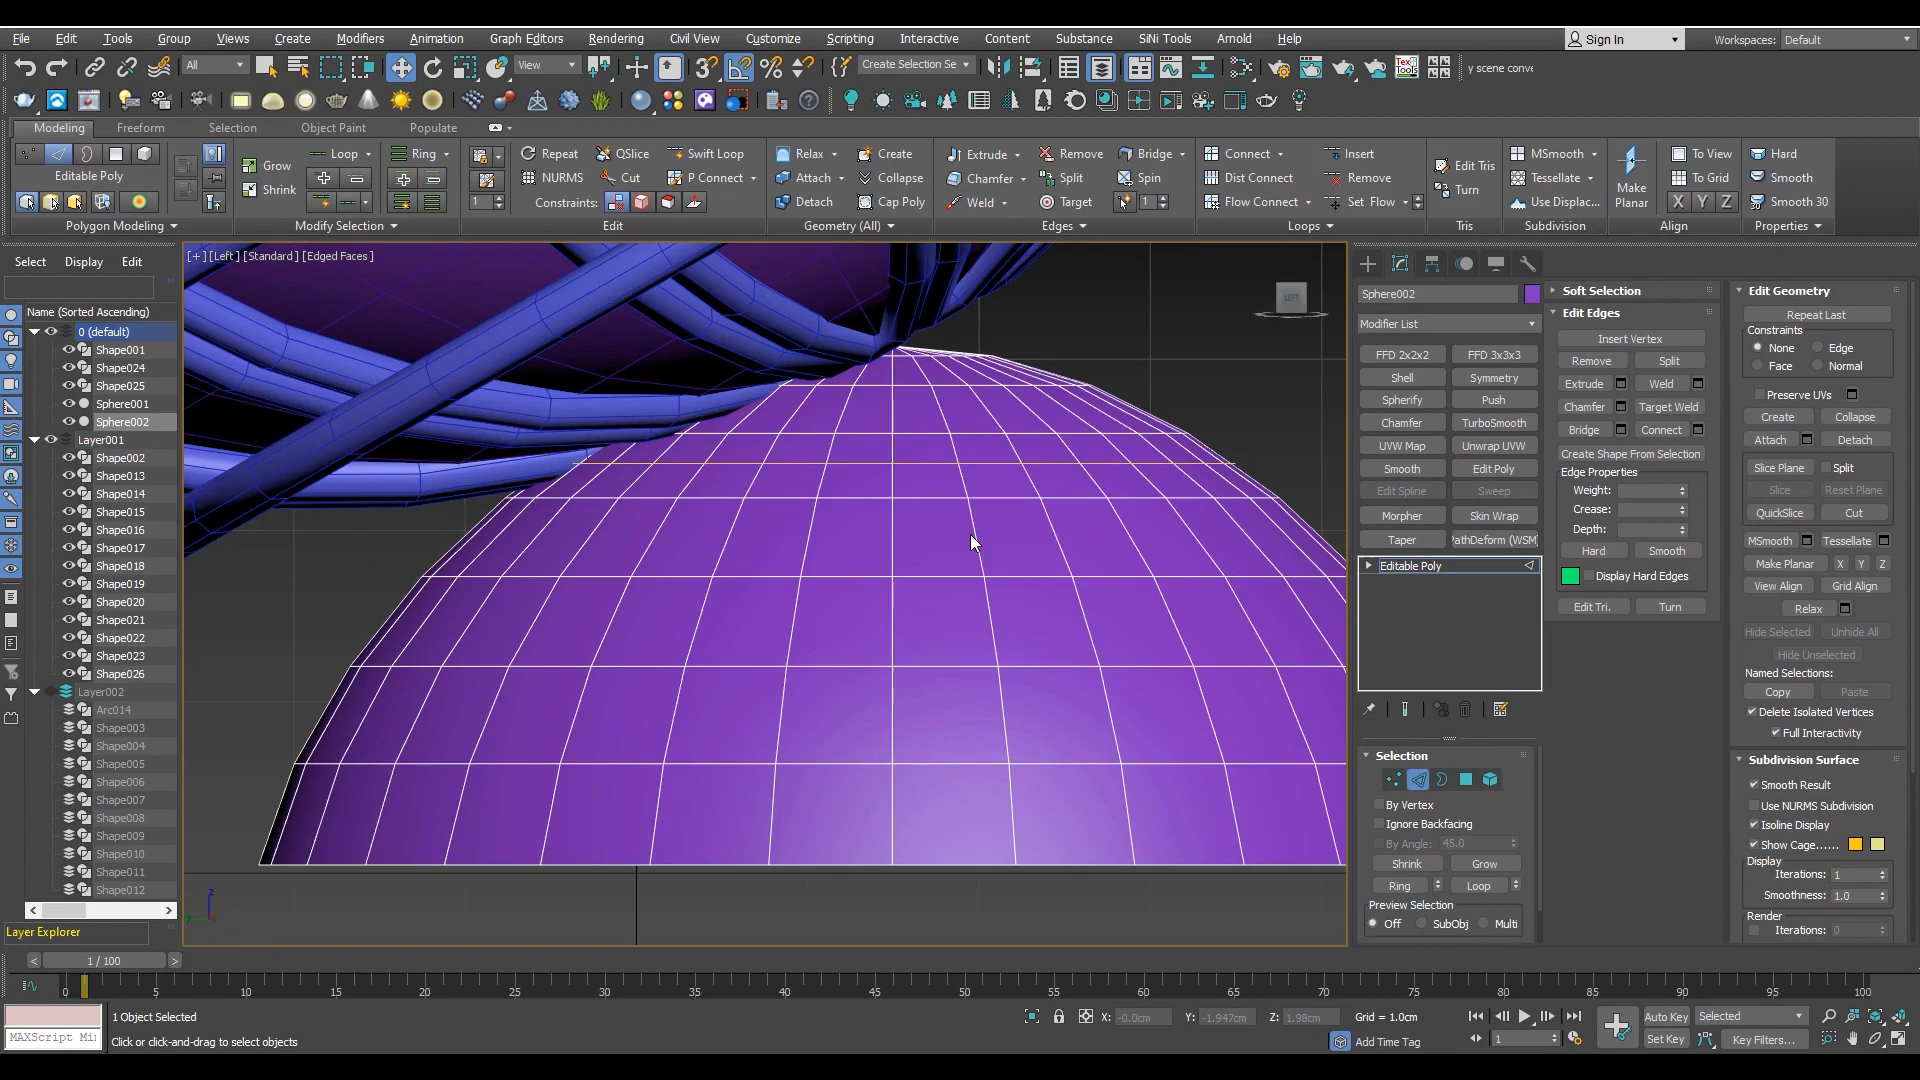 File Edit Tools Group Views Create Modifiers Animation Graph Editors Rendering Civil View Customize Scripting Interactive Content Substance SiNi Tools Arnold Help Sign In Workspaces: Default
All View Create Selection Se y scene conve
Modeling Freeform Selection Object Paint Populate
Editable Poly Grow Shrink Loop Ring
1 Repeat QSlice Swift Loop
NURMS Cut P Connect
Constraints:
Relax Create
Attach Collapse
Detach Cap Poly
Extrude Remove Bridge
Chamfer Split Spin
Weld Target 1
Connect Insert
Dist Connect Remove
Flow Connect Set Flow
Edit Tris
Turn
MSmooth
Tessellate
Use Displac...
Make Planar
To View
To Grid
X Y Z
Hard
Smooth
Smooth 30
Polygon Modeling Modify Selection Edit Geometry (All) Edges Loops Tris Subdivision Align Properties
Select Display Edit
Name (Sorted Ascending)
0 (default)
Shape001
Shape024
Shape025
Sphere001
Sphere002
Layer001
Shape002
Shape013
Shape014
Shape015
Shape016
Shape017
Shape018
Shape019
Shape020
Shape021
Shape022
Shape023
Shape026
Layer002
Arc014
Shape003
Shape004
Shape005
Shape006
Shape007
Shape008
Shape009
Shape010
Shape011
Shape012
Layer Explorer
[+] [Left ] [Standard ] [Edged Faces ]
LEFT
z
Sphere002
Modifier List
FFD 2x2x2 FFD 3x3x3
Shell Symmetry
Spherify Push
Chamfer TurboSmooth
UVW Map Unwrap UVW
Smooth Edit Poly
Edit Spline Sweep
Morpher Skin Wrap
Taper PathDeform (WSM)
Editable Poly
Selection
By Vertex
Ignore Backfacing
By Angle: 45.0
Shrink Grow
Ring Loop
Preview Selection
Off SubObj Multi
Soft Selection
Edit Edges
Insert Vertex
Remove Split
Extrude Weld
Chamfer Target Weld
Bridge Connect
Create Shape From Selection
Edge Properties
Weight:
Crease:
Depth:
Hard Smooth
Display Hard Edges
Edit Tri. Turn
Edit Geometry
Repeat Last
Constraints
None Edge
Face Normal
Preserve UVs
Create Collapse
Attach Detach
Slice Plane Split
Slice Reset Plane
QuickSlice Cut
MSmooth Tessellate
Make Planar X Y Z
View Align Grid Align
Relax
Hide Selected Unhide All
Hide Unselected
Named Selections:
Copy Paste
Delete Isolated Vertices
Full Interactivity
Subdivision Surface
Smooth Result
Use NURMS Subdivision
Isoline Display
Show Cage......
Display
Iterations: 1
Smoothness: 1.0
Render
Iterations: 0
< 1 / 100 >
0 5 10 15 20 25 30 35 40 45 50 55 60 65 70 75 80 85 90 95 100
1 Object Selected
X: -0.0cm Y: -1.947cm Z: 1.98cm Grid = 1.0cm
Auto Key Selected
MAXScript Mi
Click or click-and-drag to select objects
Add Time Tag
1
Set Key Key Filters...